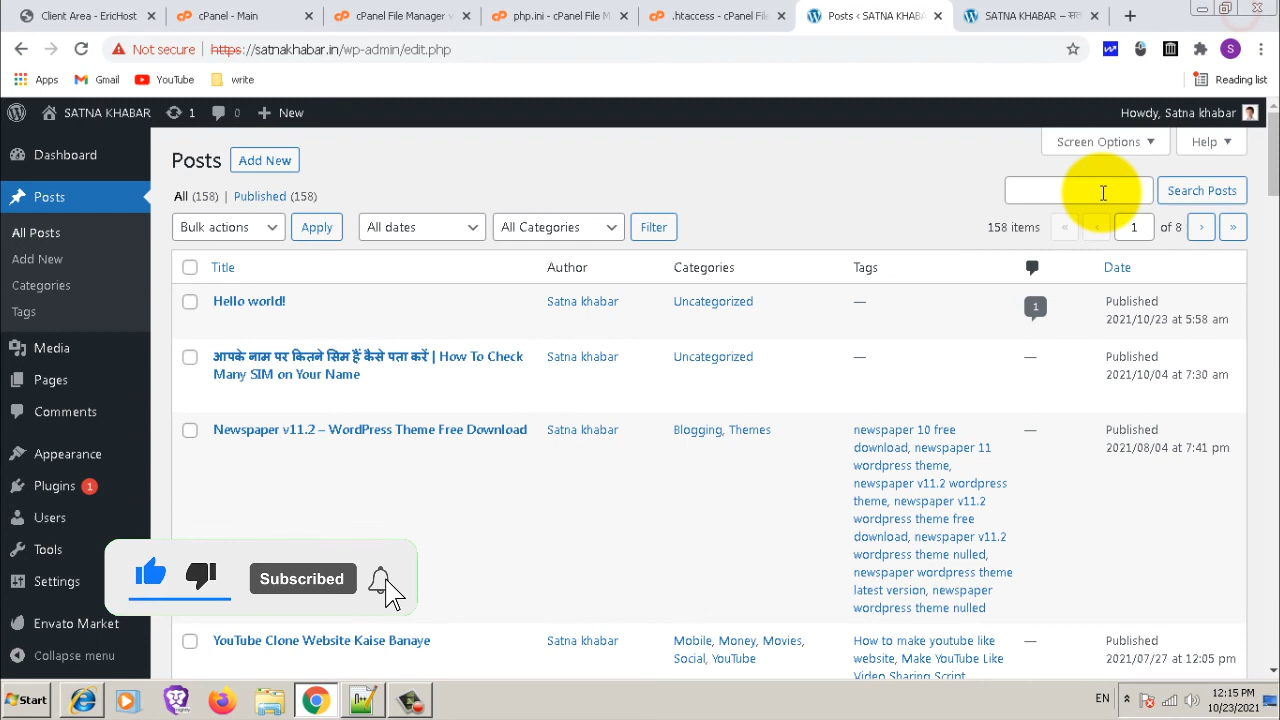 Client Area - EricHost
cPanel - Main
cPanel File Manager v
php.ini - cPanel File M
.htaccess - cPanel File
Posts ‹ SATNA KHABA
SATNA KHABAR – सत
Not secure
https://satnakhabar.in/wp-admin/edit.php
Apps
Gmail
YouTube
write
Reading list
SATNA KHABAR
1
0
New
Howdy, Satna khabar
Dashboard
Posts
All Posts
Add New
Categories
Tags
Media
Pages
Comments
Appearance
Plugins 1
Users
Tools
Settings
Envato Market
Collapse menu
Screen Options
Help
Posts
Add New
All (158) | Published (158)
Search Posts
Bulk actions
Apply
All dates
All Categories
Filter
158 items « ‹ 1 of 8 › »
Title
Author
Categories
Tags
Date
Hello world!
Satna khabar
Uncategorized
—
1
Published
2021/10/23 at 5:58 am
आपके नाम पर कितने सिम हैं कैसे पता करें | How To Check
Many SIM on Your Name
Satna khabar
Uncategorized
—
—
Published
2021/10/04 at 7:30 am
Newspaper v11.2 – WordPress Theme Free Download
Satna khabar
Blogging, Themes
newspaper 10 free
download, newspaper 11
wordpress theme,
newspaper v11.2 wordpress
theme, newspaper v11.2
wordpress theme free
download, newspaper v11.2
wordpress theme nulled,
newspaper wordpress theme
latest version, newspaper
wordpress theme nulled
—
Published
2021/08/04 at 7:41 pm
YouTube Clone Website Kaise Banaye
Satna khabar
Mobile, Money, Movies,
Social, YouTube
How to make youtube like
website, Make YouTube Like
Video Sharing Script
—
Published
2021/07/27 at 12:05 pm
Subscribed
Start
EN
12:15 PM
10/23/2021